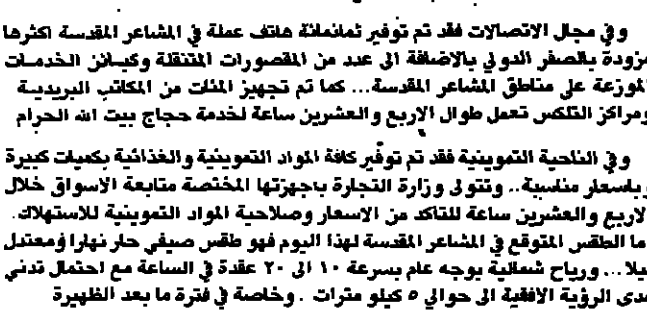 وفي مجال الاتصالات فقد تم توفير ثمانمائة هاتف عملة في المشاعر المقدسة اكثرها
مزودة بالصفر الدولي بالاضافة الى عدد من المقصورات المتنقلة وكبائن الخدمات
الموزعة على مناطق المشاعر المقدسة... كما تم تجهيز المئات من المكاتب البريدية
ومراكز التلكس تعمل طوال الاربع والعشرين ساعة لخدمة حجاج بيت الله الحرام
وفي الناحية التموينية فقد تم توفير كافة المواد التموينية والغذائية بكميات كبيرة
وباسعار مناسبة.. وتتولى وزارة التجارة باجهزتها المختصة متابعة الاسواق خلال
الاربع والعشرين ساعة للتاكد من الاسعار وصلاحية المواد التموينية للاستهلاك.
اما الطقس المتوقع في المشاعر المقدسة لهذا اليوم فهو طقس صيفي حار نهارا ومعتدل
ليلا... ورياح شمالية بوجه عام بسرعة ١٠ الى ٢٠ عقدة في الساعة مع احتمال تدني
مدى الرؤية الافقية الى حوالي ٥ كيلو مترات . وخاصة في فترة ما بعد الظهيرة